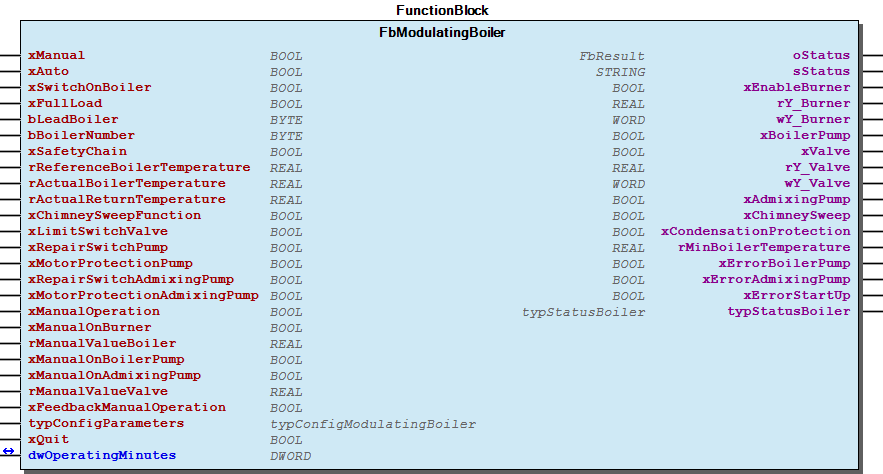 FunctionBlock
FbModulatingBoiler
xManual BOOL FbResult oStatus
xAuto BOOL STRING sStatus
xSwitchOnBoiler BOOL BOOL xEnableBurner
xFullLoad BOOL REAL rY_Burner
bLeadBoiler BYTE WORD wY_Burner
bBoilerNumber BYTE BOOL xBoilerPump
xSafetyChain BOOL BOOL xValve
rReferenceBoilerTemperature REAL REAL rY_Valve
rActualBoilerTemperature REAL WORD wY_Valve
rActualReturnTemperature REAL BOOL xAdmixingPump
xChimneySweepFunction BOOL BOOL xChimneySweep
xLimitSwitchValve BOOL BOOL xCondensationProtection
xRepairSwitchPump BOOL REAL rMinBoilerTemperature
xMotorProtectionPump BOOL BOOL xErrorBoilerPump
xRepairSwitchAdmixingPump BOOL BOOL xErrorAdmixingPump
xMotorProtectionAdmixingPump BOOL BOOL xErrorStartUp
xManualOperation BOOL typStatusBoiler typStatusBoiler
xManualOnBurner BOOL
rManualValueBoiler REAL
xManualOnBoilerPump BOOL
xManualOnAdmixingPump BOOL
rManualValueValve REAL
xFeedbackManualOperation BOOL
typConfigParameters typConfigModulatingBoiler
xQuit BOOL
dwOperatingMinutes DWORD